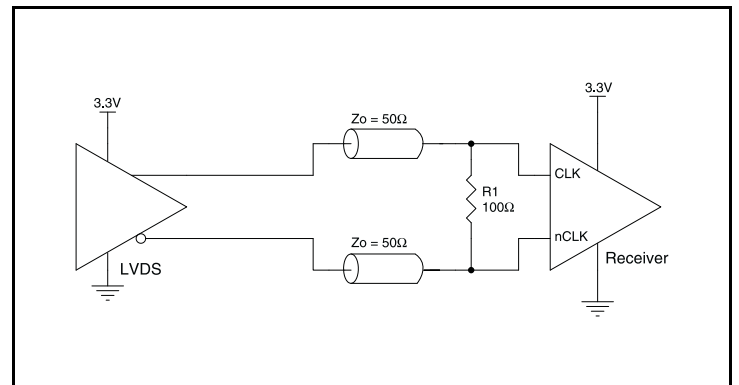 3.3V
3.3V
Zo = 50Ω
CLK
R1
100Ω
nCLK
Zo = 50Ω
LVDS
Receiver